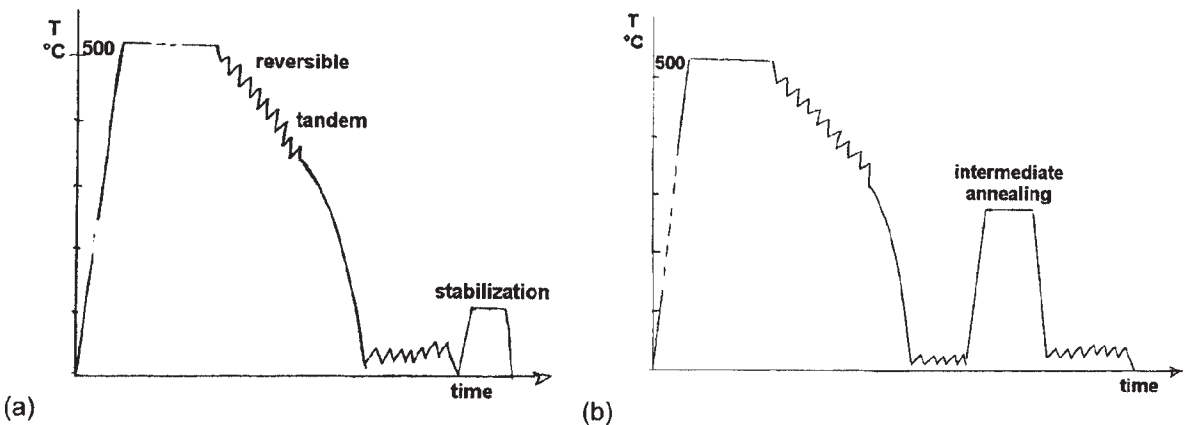 T
°C
500
reversible
tandem
stabilization
time
(a)
T
°C
500
intermediate
annealing
time
(b)